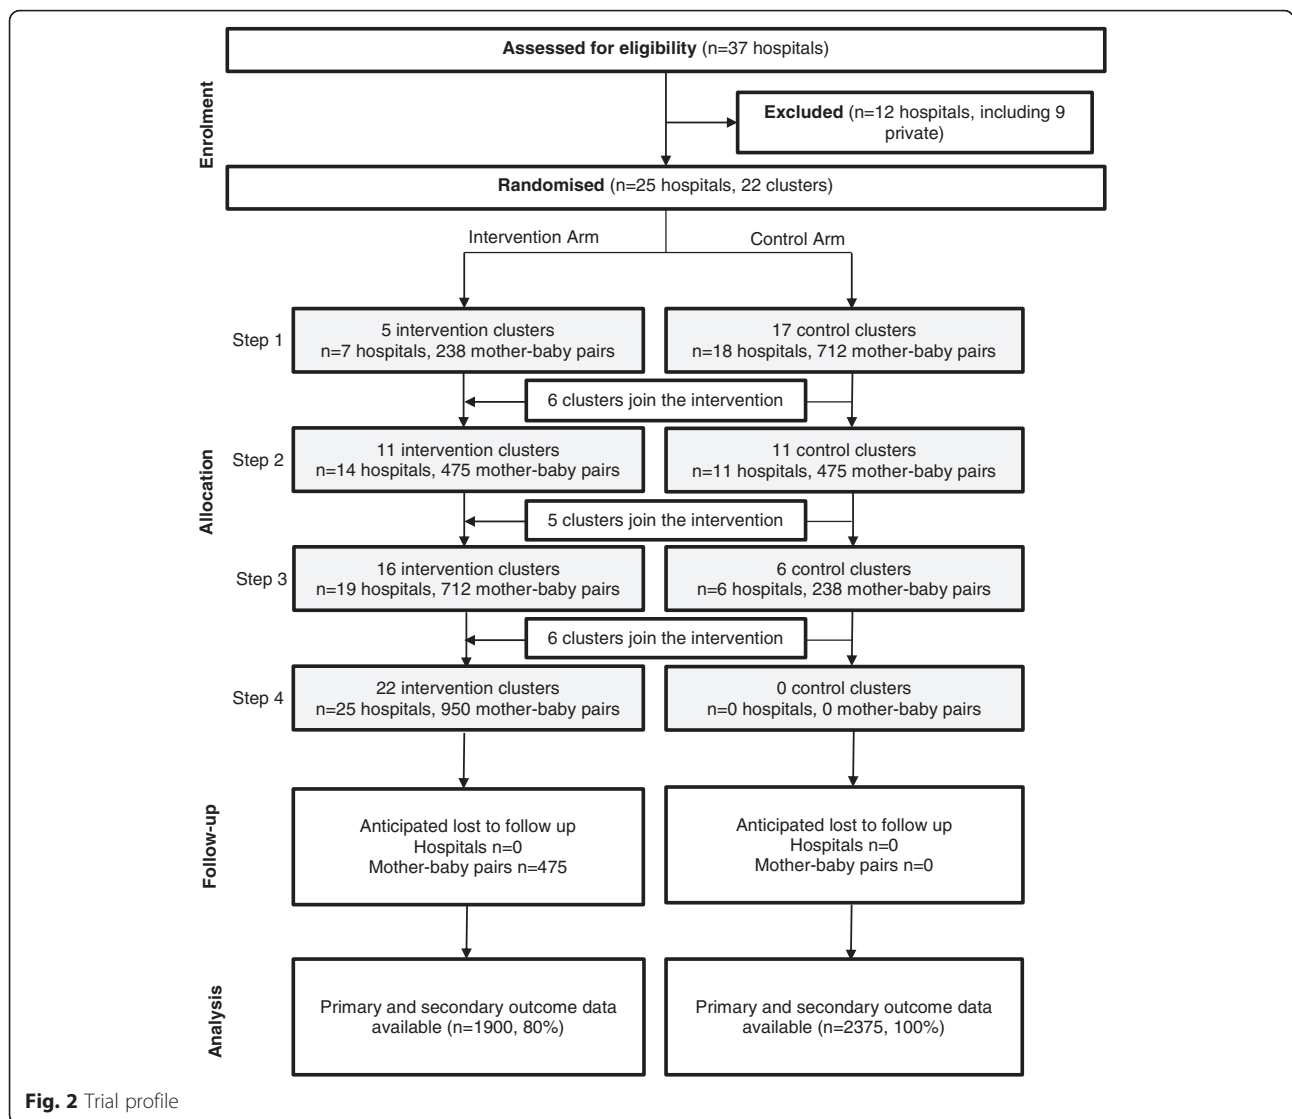 Assessed for eligibility (n=37 hospitals)
Enrolment
Excluded (n=12 hospitals, including 9
private)
Randomised (n=25 hospitals, 22 clusters)
Intervention Arm
Control Arm
Allocation
Step 1
5 intervention clusters
n=7 hospitals, 238 mother-baby pairs
17 control clusters
n=18 hospitals, 712 mother-baby pairs
6 clusters join the intervention
Step 2
11 intervention clusters
n=14 hospitals, 475 mother-baby pairs
11 control clusters
n=11 hospitals, 475 mother-baby pairs
5 clusters join the intervention
Step 3
16 intervention clusters
n=19 hospitals, 712 mother-baby pairs
6 control clusters
n=6 hospitals, 238 mother-baby pairs
6 clusters join the intervention
Step 4
22 intervention clusters
n=25 hospitals, 950 mother-baby pairs
0 control clusters
n=0 hospitals, 0 mother-baby pairs
Follow-up
Anticipated lost to follow up
Hospitals n=0
Mother-baby pairs n=475
Anticipated lost to follow up
Hospitals n=0
Mother-baby pairs n=0
Analysis
Primary and secondary outcome data
available (n=1900, 80%)
Primary and secondary outcome data
available (n=2375, 100%)
Fig. 2 Trial profile